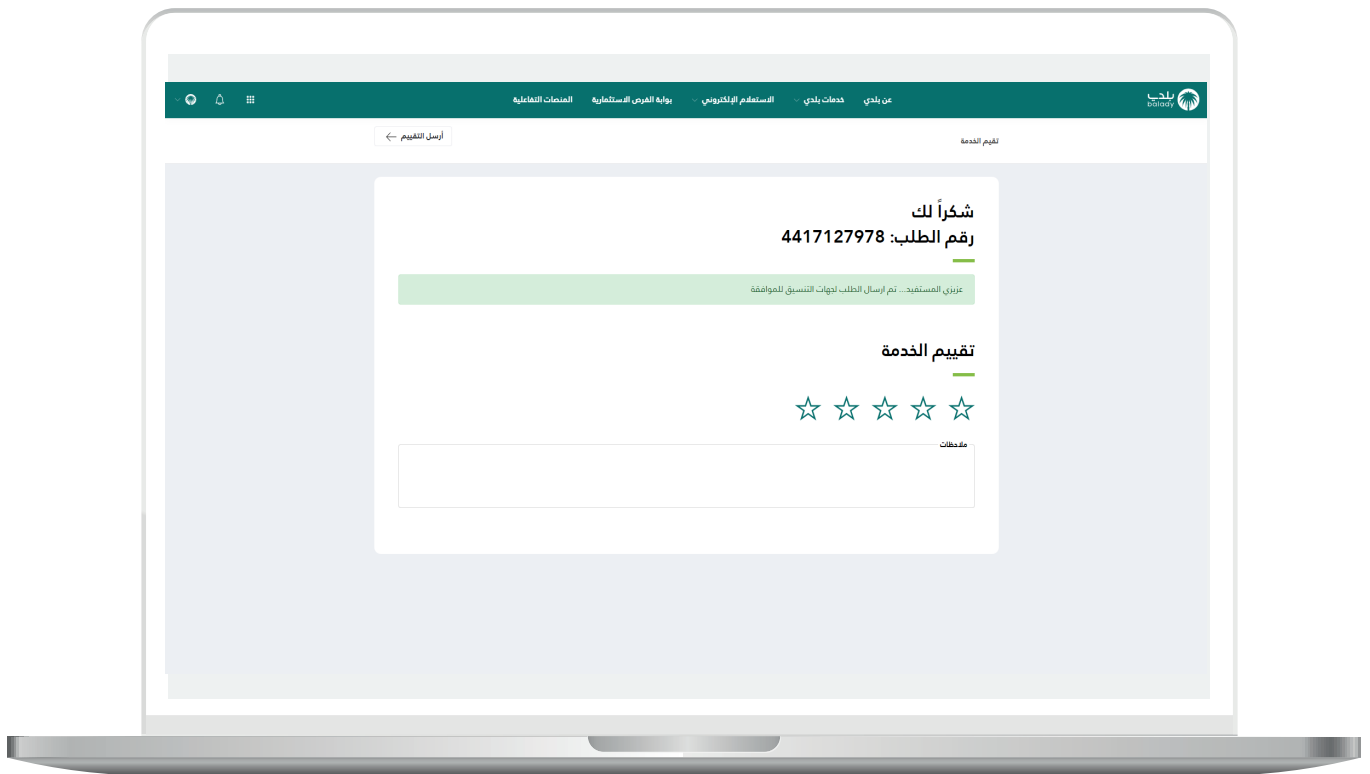 بلدي
balady
عن بلدي
خدمات بلدي
الاستعلام الإلكتروني
بوابة الفرص الاستثمارية
المنصات التفاعلية
تقيم الخدمة
أرسل التقييم
شكراً لك
رقم الطلب: 4417127978
عزيزي المستفيد... تم ارسال الطلب لجهات التنسيق للموافقة
تقييم الخدمة
ملاحظات